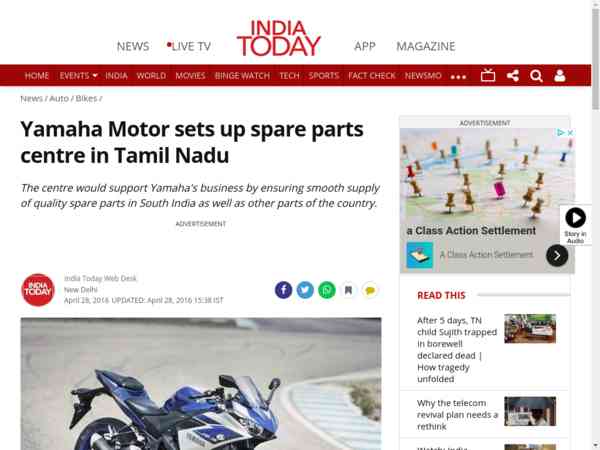 NEWS
LIVE TV
INDIA
TODAY
APP
MAGAZINE
HOME EVENTS INDIA WORLD MOVIES BINGE WATCH TECH SPORTS FACT CHECK NEWSMO
News / Auto / Bikes /
Yamaha Motor sets up spare parts
centre in Tamil Nadu
The centre would support Yamaha's business by ensuring smooth supply
of quality spare parts in South India as well as other parts of the country.
ADVERTISEMENT
INDIA
TODAY
India Today Web Desk
New Delhi
April 28, 2016 UPDATED: April 28, 2016 15:38 IST
YAMAHA
ADVERTISEMENT
a Class Action Settlement
A Class Action Settlement
Story in
Audio
READ THIS
After 5 days, TN
child Sujith trapped
in borewell
declared dead |
How tragedy
unfolded
Why the telecom
revival plan needs a
rethink
Watch: India